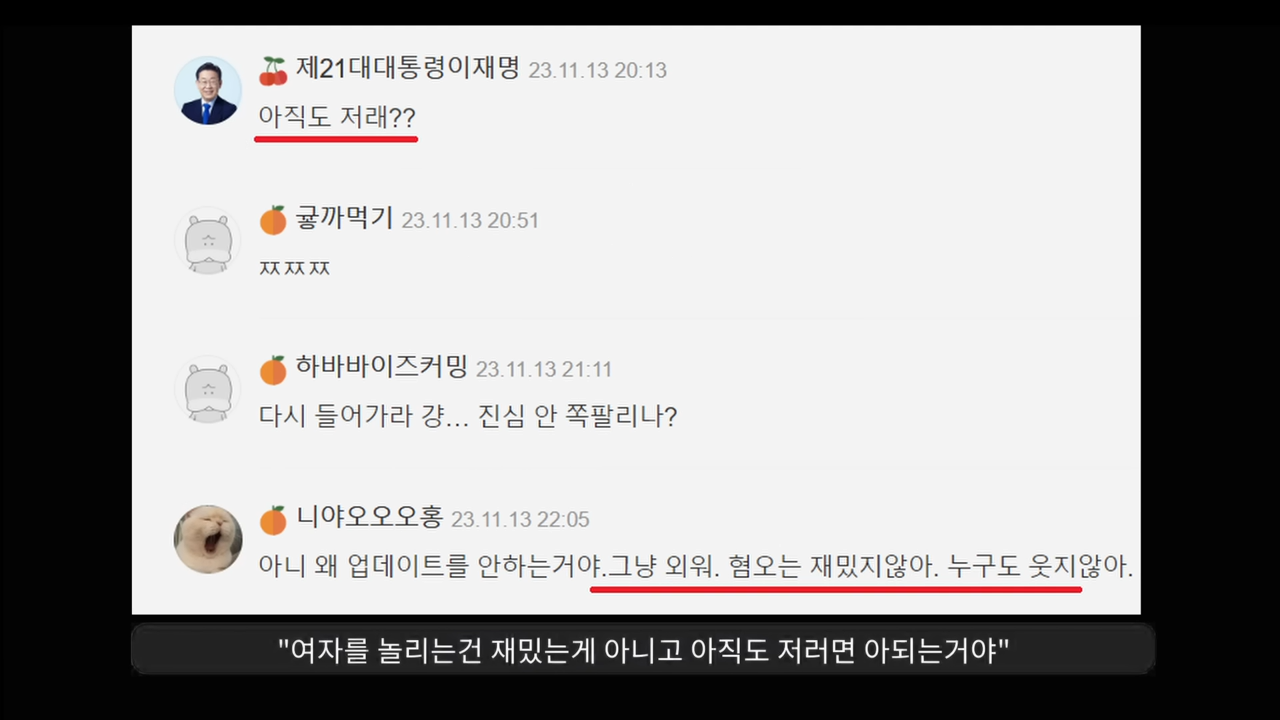 제21대대통령이재명 23.11.13 20:13
아직도 저래??
귷까먹기 23.11.13 20:51
ㅉㅉㅉ
하바바이즈커밍 23.11.13 21:11
다시 들어가라 걍... 진심 안 쪽팔리나?
니야오오오홍 23.11.13 22:05
아니 왜 업데이트를 안하는거야.그냥 외워. 혐오는 재밌지않아. 누구도 웃지않아.
"여자를 놀리는건 재밌는게 아니고 아직도 저러면 아되는거야"